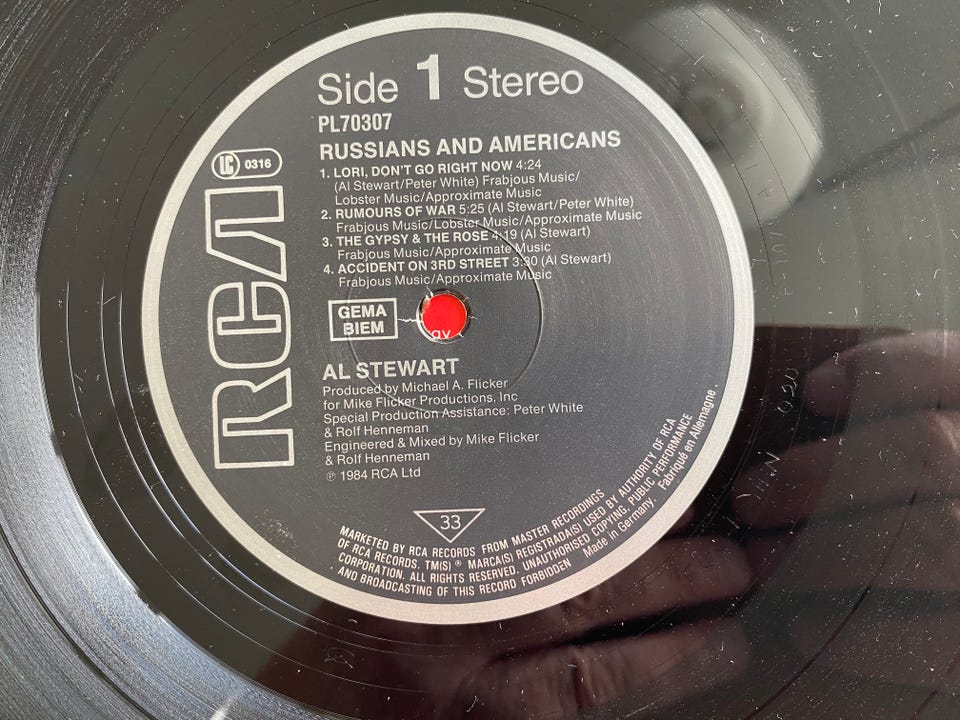 Side 1 Stereo
PL70307
RUSSIANS AND AMERICANS
LC 0316
1. LORI, DON'T GO RIGHT NOW 4:24
(Al Stewart/Peter White) Frabjous Music/
Lobster Music/Approximate Music
2. RUMOURS OF WAR 5:25 (Al Stewart/Peter White)
Frabjous Music/Lobster Music/Approximate Music
3. THE GYPSY & THE ROSE 4:19 (Al Stewart)
Frabjous Music/Approximate Music
4. ACCIDENT ON 3RD STREET 3:30 (Al Stewart)
Frabjous Music/Approximate Music
RCA
GEMA
BIEM
AL STEWART
Produced by Michael A. Flicker
for Mike Flicker Productions, Inc
Special Production Assistance: Peter White
& Rolf Henneman
Engineered & Mixed by Mike Flicker
& Rolf Henneman
℗ 1984 RCA Ltd
33
MARKETED BY RCA RECORDS FROM MASTER RECORDINGS
OF RCA RECORDS. TM(S) ® MARCA(S) REGISTRADA(S) USED BY AUTHORITY OF RCA
CORPORATION. ALL RIGHTS RESERVED. UNAUTHORISED COPYING, PUBLIC PERFORMANCE
AND BROADCASTING OF THIS RECORD FORBIDDEN Made in Germany. Fabriqué en Allemagne.